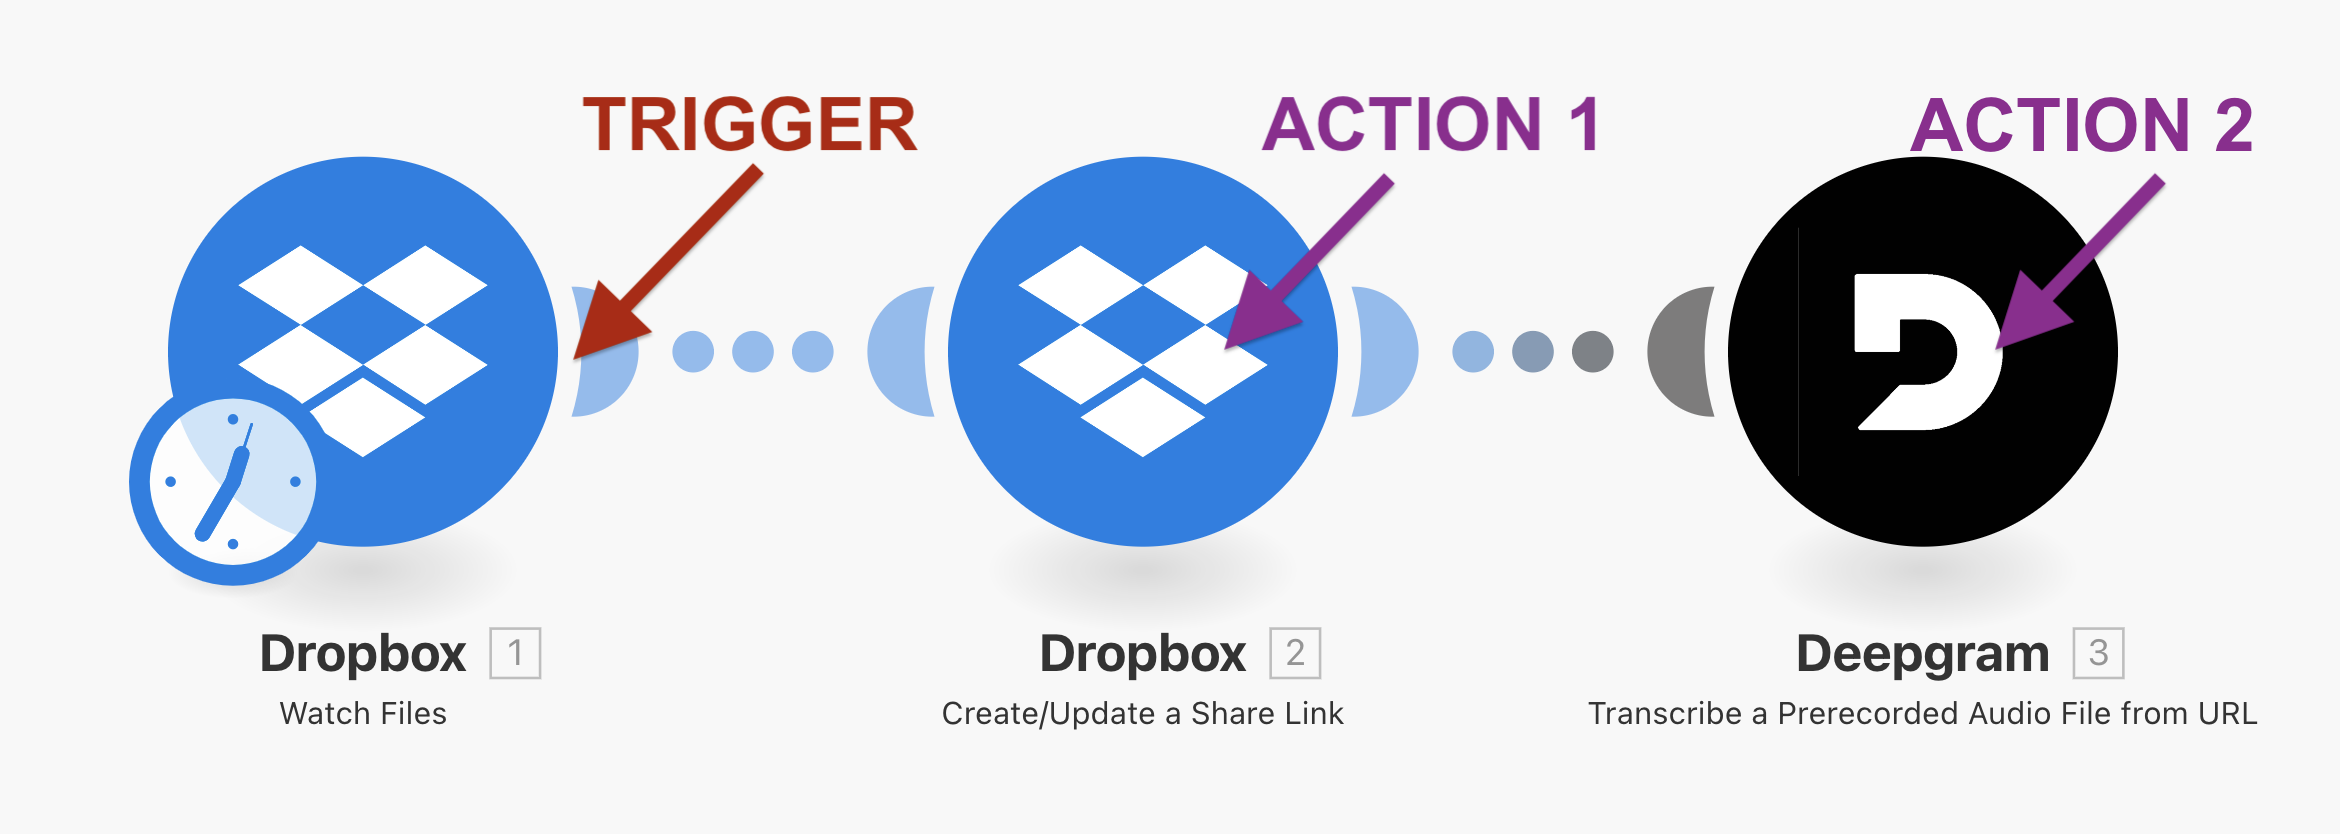 TRIGGER
ACTION 1
ACTION 2
Dropbox 1
Watch Files
Dropbox 2
Create/Update a Share Link
Deepgram 3
Transcribe a Prerecorded Audio File from URL